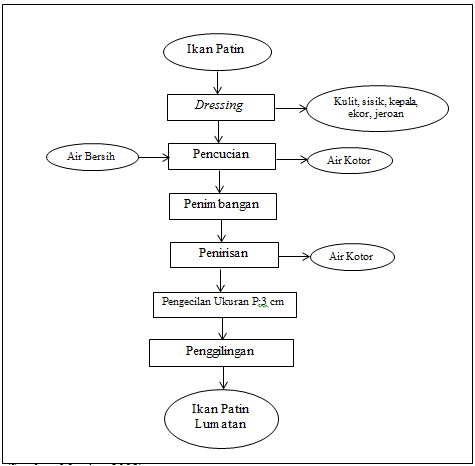 Ikan Patin
Dressing
Kulit, sisik, kepala,
ekor, jeroan
Air Bersih
Pencucian
Air Kotor
Penimbangan
Penirisan
Air Kotor
Pengecilan Ukuran P:3 cm
Penggilingan
Ikan Patin
Lumatan